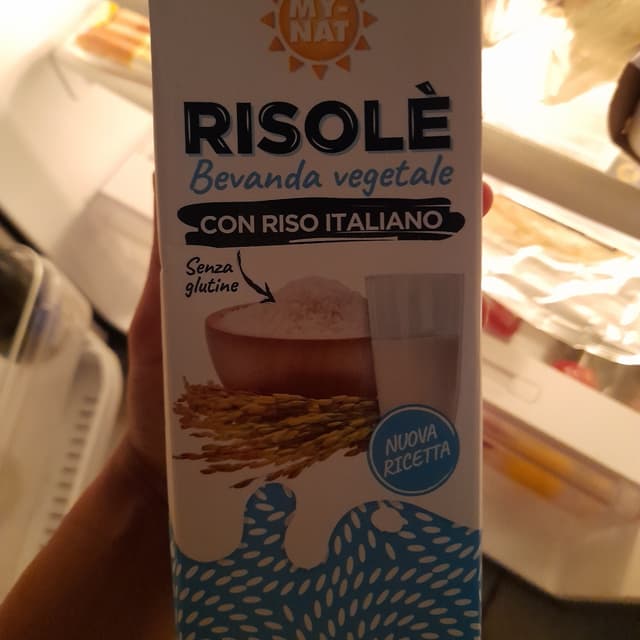 MY-
NAT
RISOLÈ
Bevanda vegetale
CON RISO ITALIANO
Senza
glutine
NUOVA
RICETTA